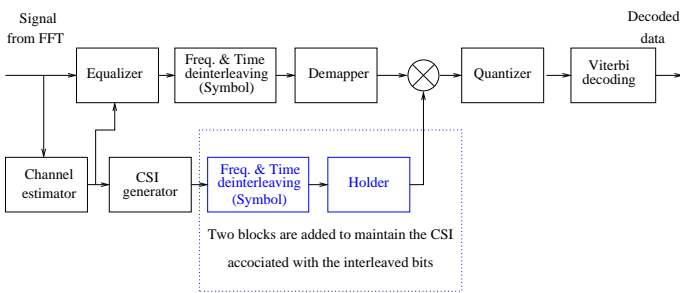 Signal
from FFT
Decoded
data
Equalizer
Freq. & Time
deinterleaving
(Symbol)
Demapper
Quantizer
Viterbi
decoding
Channel
estimator
CSI
generator
Freq. & Time
deinterleaving
(Symbol)
Holder
Two blocks are added to maintain the CSI
accociated with the interleaved bits